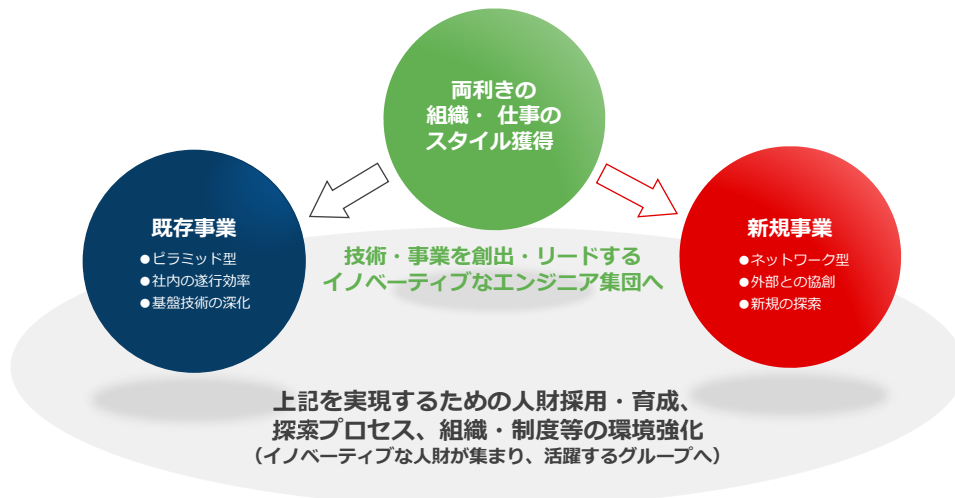 両利きの
組織・ 仕事の
スタイル獲得
既存事業
●ピラミッド型
●社内の遂行効率
●基盤技術の深化
技術・事業を創出・リードする
イノベーティブなエンジニア集団へ
新規事業
●ネットワーク型
●外部との協創
●新規の探索
上記を実現するための人財採用・育成、
探索プロセス、組織・制度等の環境強化
（イノベーティブな人財が集まり、活躍するグループへ）